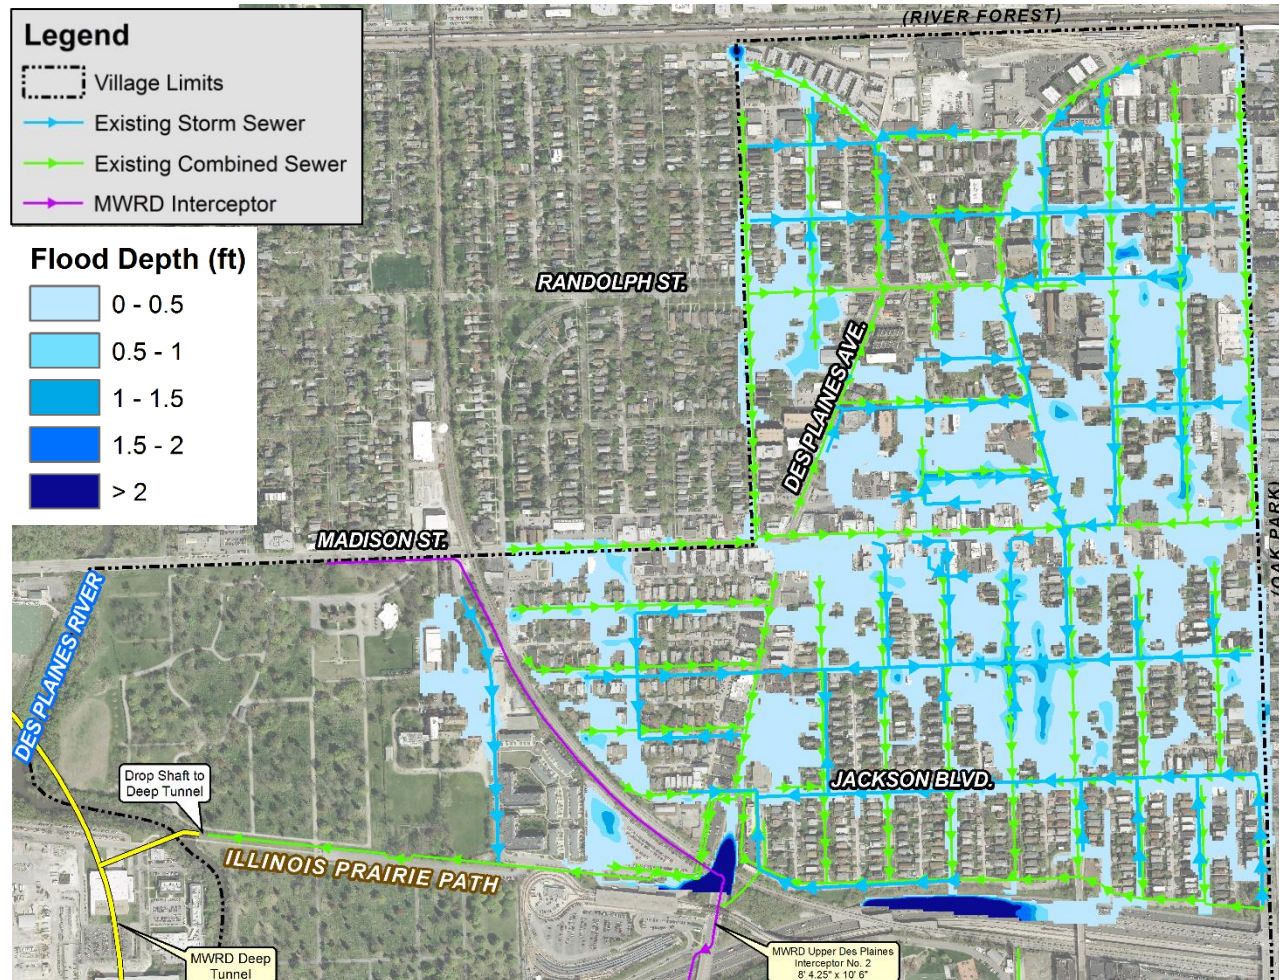 Legend
Village Limits
Existing Storm Sewer
Existing Combined Sewer
MWRD Interceptor
Flood Depth (ft)
0 - 0.5
0.5 - 1
1 - 1.5
1.5 - 2
> 2
(RIVER FOREST)
RANDOLPH ST.
DES PLAINES AVE.
MADISON ST.
OAK PARK)
DES PLAINES RIVER
JACKSON BLVD.
Drop Shaft to
Deep Tunnel
ILLINOIS PRAIRIE PATH
MWRD Deep
Tunnel
MWRD Upper Des Plaines
Interceptor No. 2
8' 4.25" x 10' 6"